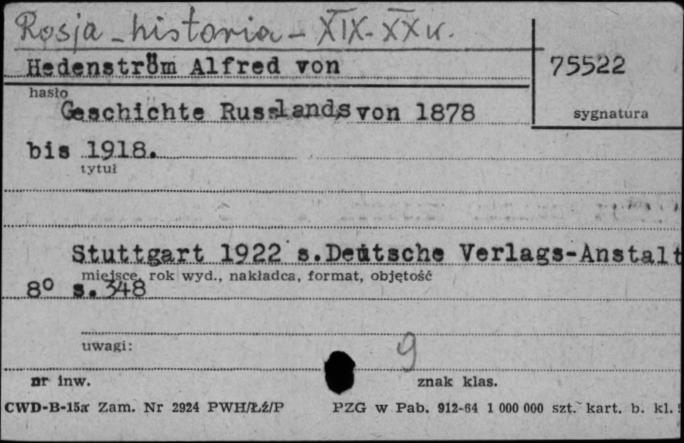 Rosja - historia - XIX-XX w.
Hedenström Alfred von
75522
hasło
sygnatura
Geschichte Russlands von 1878
bis 1918.
tytuł
Stuttgart 1922 s.Deutsche Verlags-Anstalt
miejsce, rok wyd., nakładca, format, objętość
8° s. 348
uwagi:
9
nr inw.
znak klas.
CWD-B-15a Zam. Nr 2924 PWH/Łź/P
PZG w Pab. 912-64 1 000 000 szt. kart. b. kl.